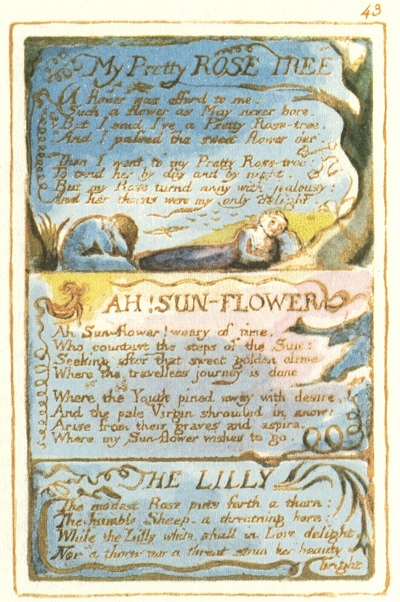 43
My Pretty ROSE TREE
A flower was offerd to me:
Such a flower as May never bore.
But I said I've a Pretty Rose-tree.
And I passed the sweet flower o'er.
Then I went to my Pretty Rose-tree:
To tend her by day and by night.
But my Rose turnd away with jealousy:
And her thorns were my only delight.
AH! SUN-FLOWER
Ah Sun-flower! weary of time.
Who countest the steps of the Sun:
Seeking after that sweet golden clime
Where the travellers journey is done.
Where the Youth pined away with desire,
And the pale Virgin shrouded in snow:
Arise from their graves and aspire,
Where my Sun-flower wishes to go.
THE LILLY
The modest Rose puts forth a thorn:
The humble Sheep, a threatning horn:
While the Lilly white, shall in Love delight,
Nor a thorn nor a threat stain her beauty
bright